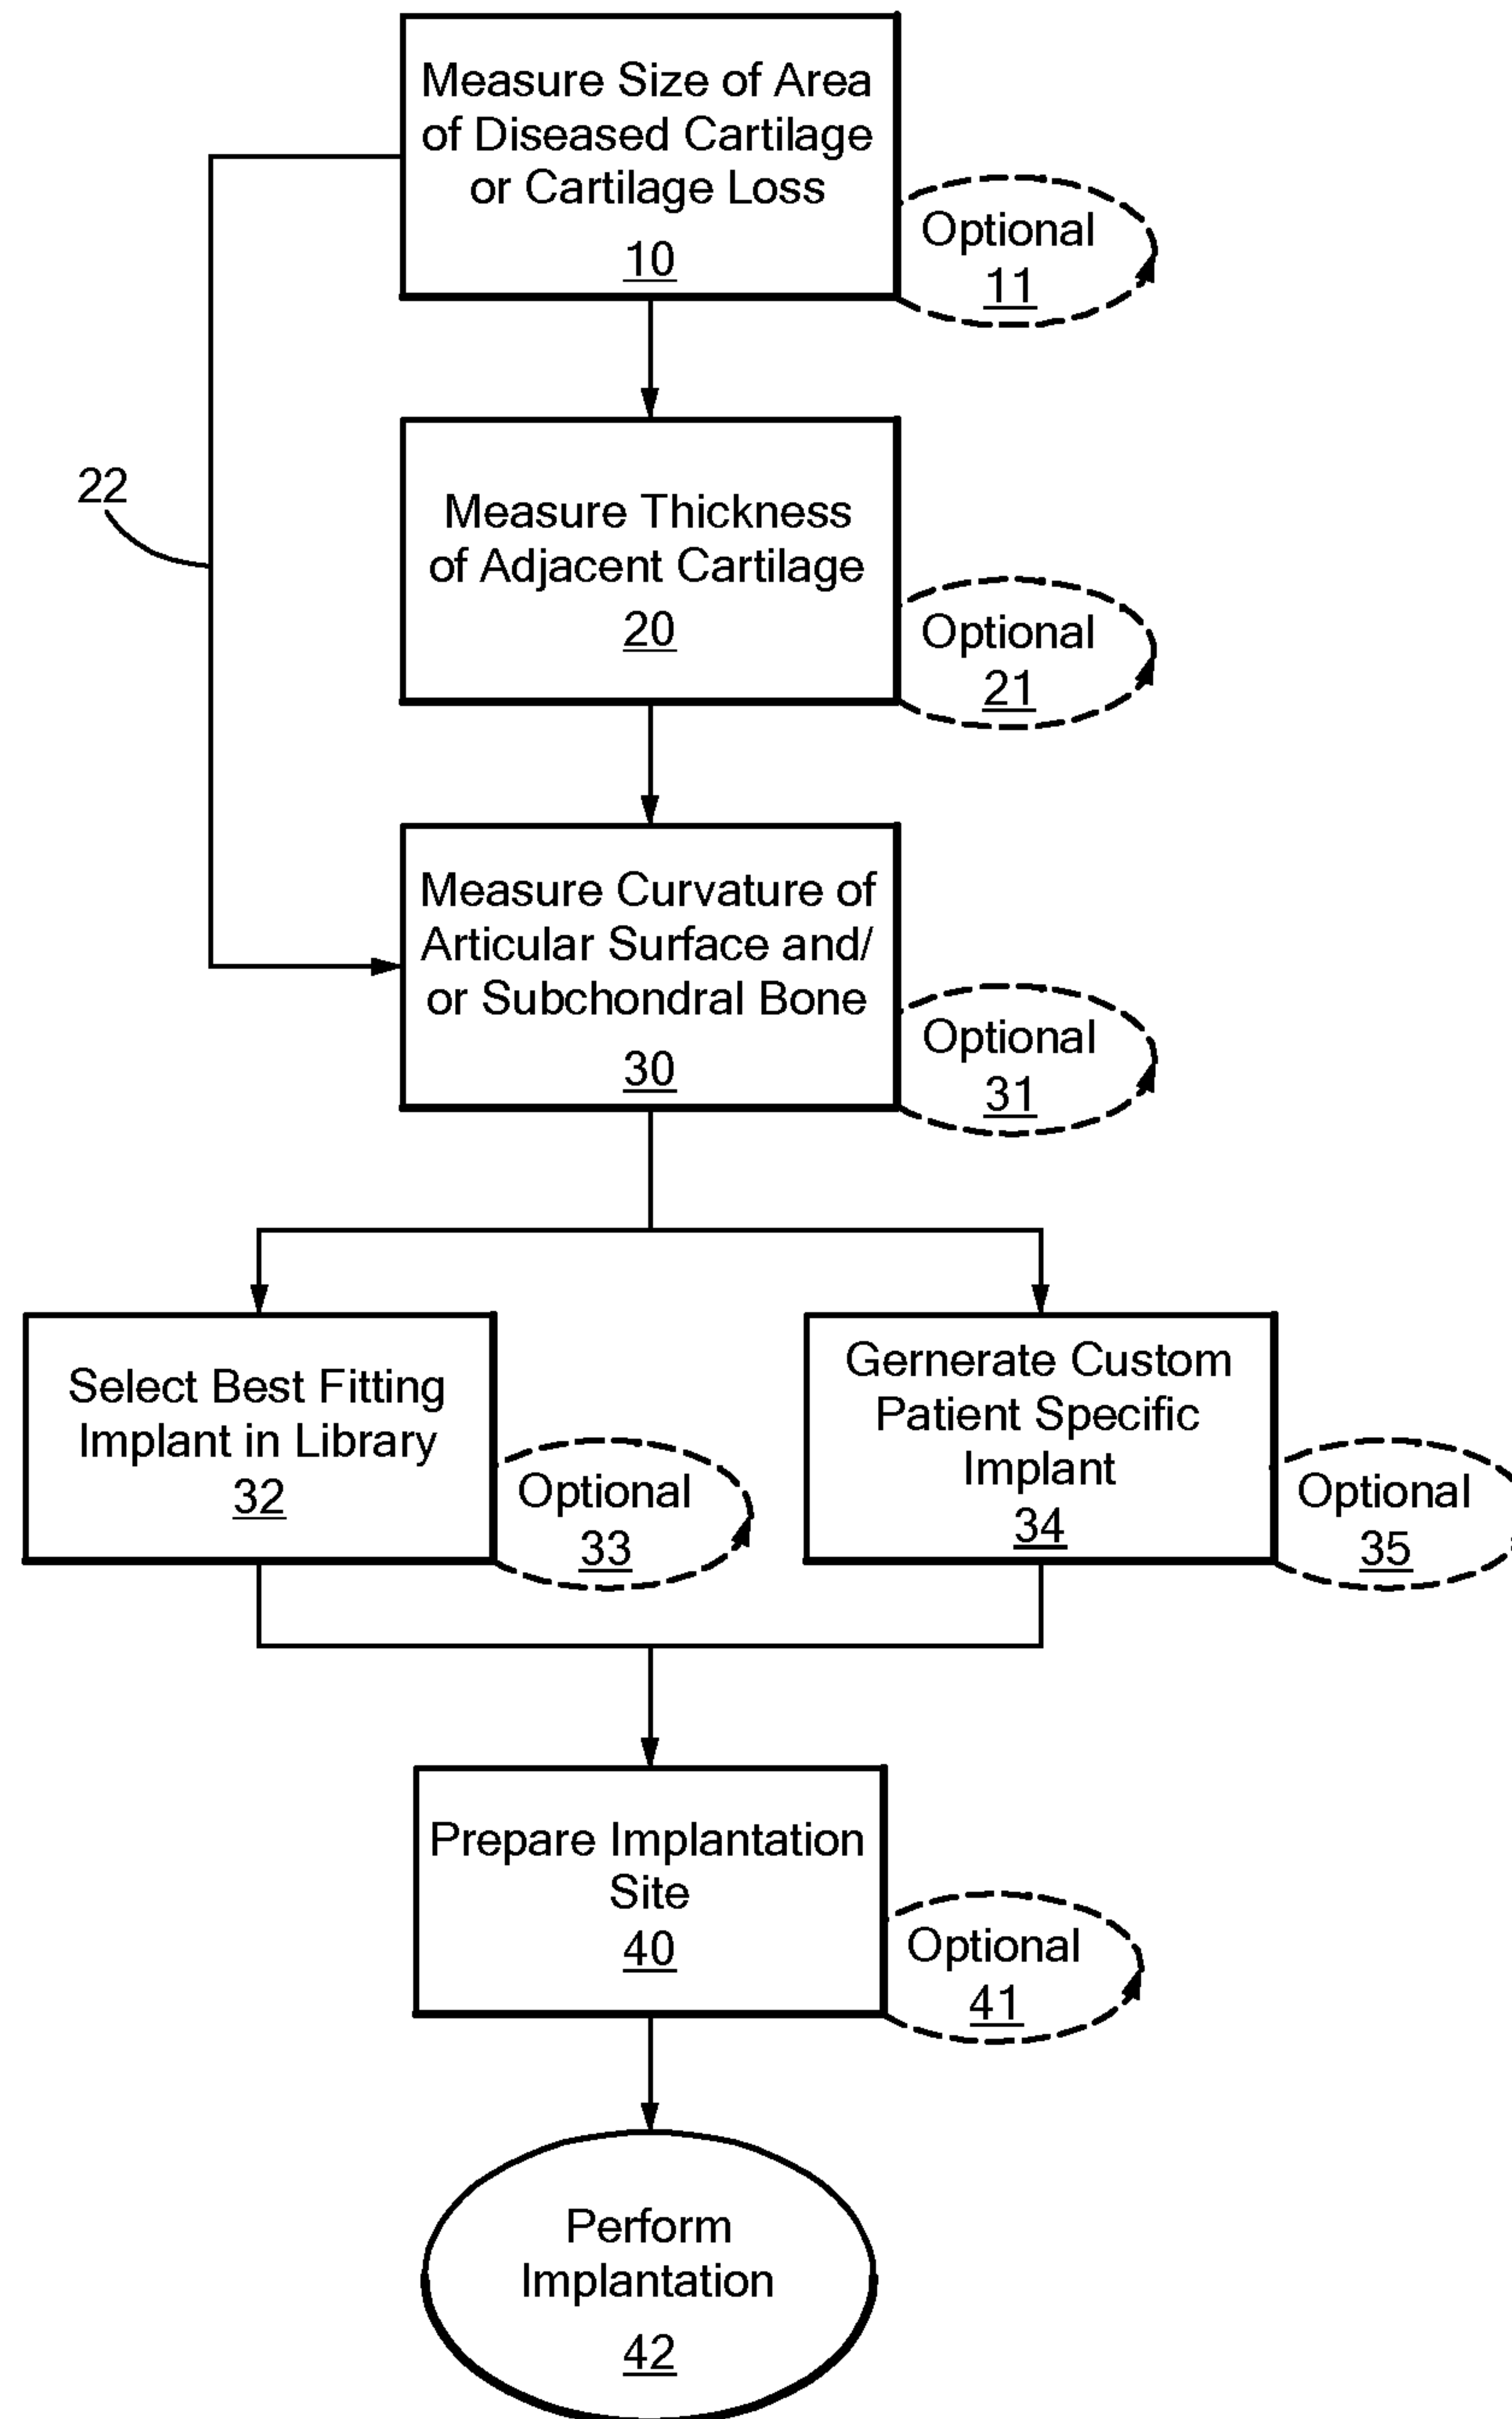 Measure Size of Area
of Diseased Cartilage
or Cartilage Loss
10
Optional
11
22
Measure Thickness
of Adjacent Cartilage
20
Optional
21
Measure Curvature of
Articular Surface and/
or Subchondral Bone
30
Optional
31
Select Best Fitting
Implant in Library
32
Optional
33
Gernerate Custom
Patient Specific
Implant
34
Optional
35
Prepare Implantation
Site
40
Optional
41
Perform
Implantation
42